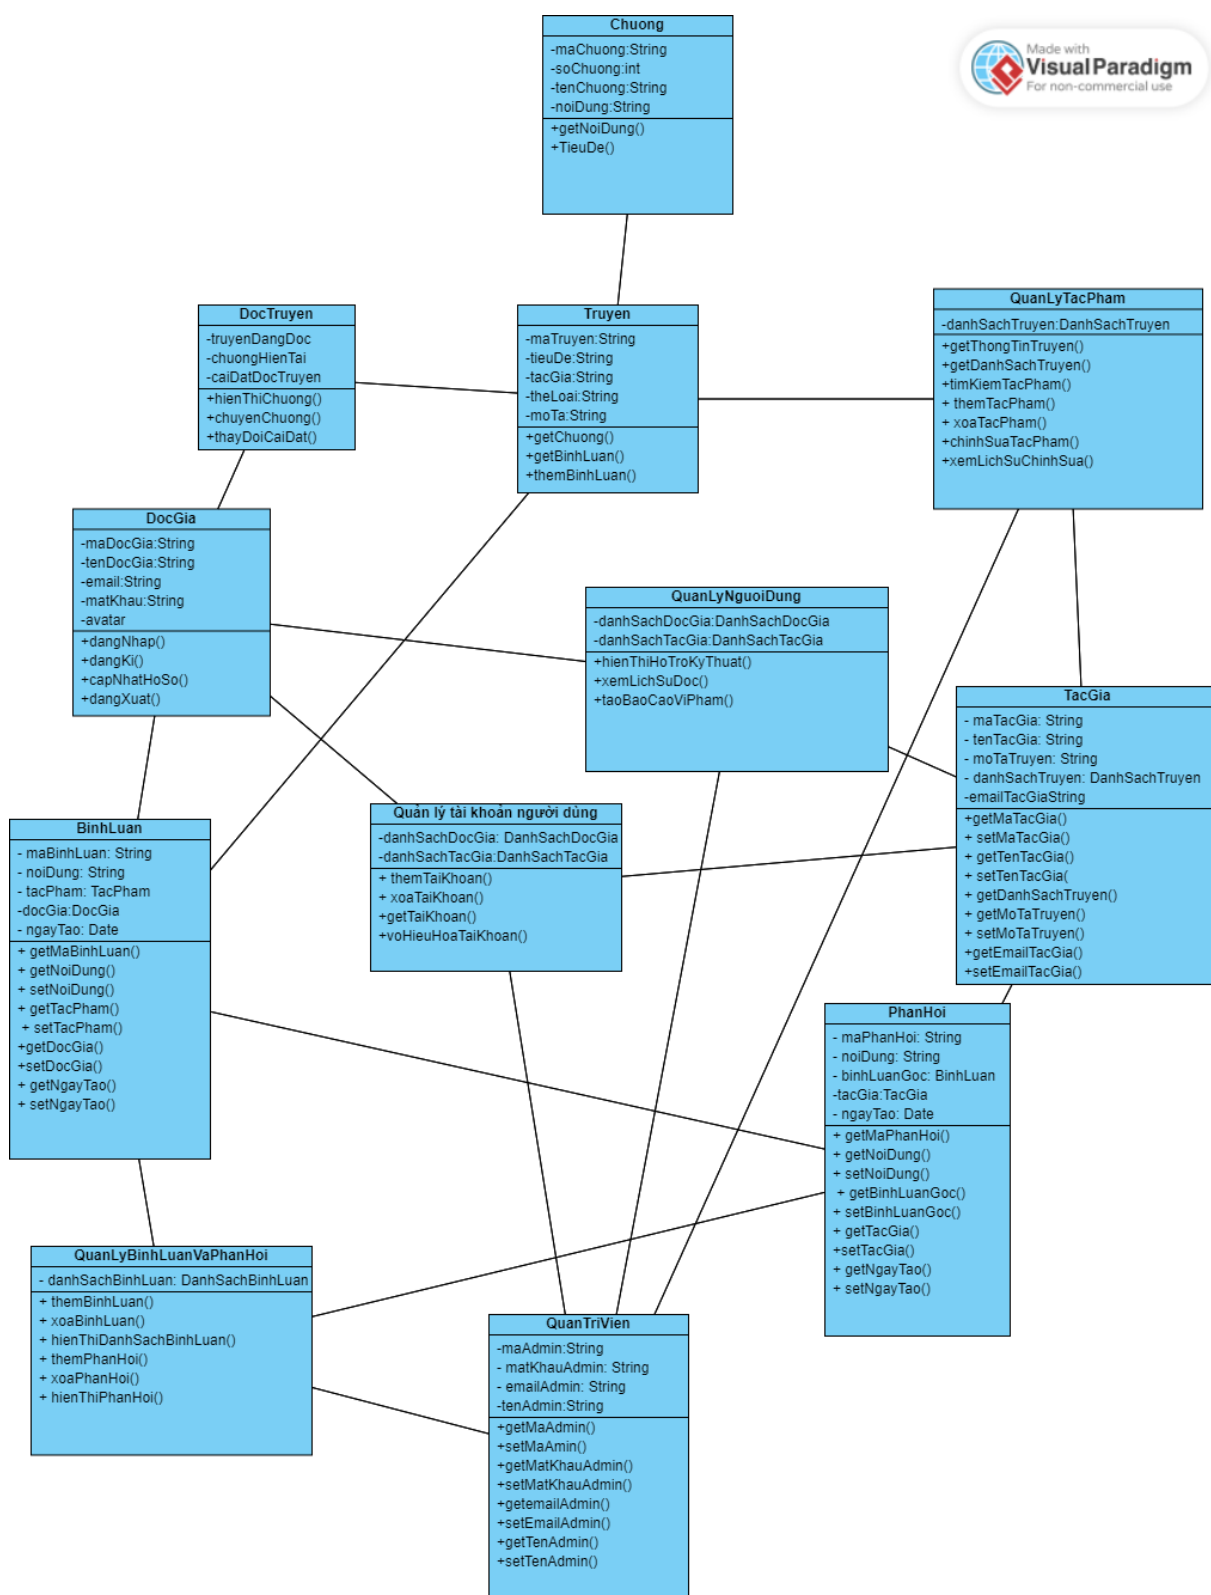 Chuong
-maChuong:String
-soChuong:int
-tenChuong:String
-noiDung:String
+getNoiDung()
+TieuDe()
Made with
VisualParadigm
For non-commercial use
DocTruyen
-truyenDangDoc
-chuongHienTai
-caiDatDocTruyen
+hienThiChuong()
+chuyenChuong()
+thayDoiCaiDat()
Truyen
-maTruyen:String
-tieuDe:String
-tacGia:String
-theLoai:String
-moTa:String
+getChuong()
+getBinhLuan()
+themBinhLuan()
QuanLyTacPham
-danhSachTruyen:DanhSachTruyen
+getThongTinTruyen()
+getDanhSachTruyen()
+timKiemTacPham()
+ themTacPham()
+ xoaTacPham()
+chinhSuaTacPham()
+xemLichSuChinhSua()
DocGia
-maDocGia:String
-tenDocGia:String
-email:String
-matKhau:String
-avatar
+dangNhap()
+dangKi()
+capNhatHoSo()
+dangXuat()
QuanLyNguoiDung
-danhSachDocGia:DanhSachDocGia
-danhSachTacGia:DanhSachTacGia
+hienThiHoTroKyThuat()
+xemLichSuDoc()
+taoBaoCaoViPham()
TacGia
- maTacGia: String
- tenTacGia: String
- moTaTruyen: String
- danhSachTruyen: DanhSachTruyen
-emailTacGiaString
+getMaTacGia()
+ setMaTacGia()
+ getTenTacGia()
+ setTenTacGia(
+ getDanhSachTruyen()
+ getMoTaTruyen()
+ setMoTaTruyen()
+getEmailTacGia()
+setEmailTacGia()
Quản lý tài khoản người dùng
-danhSachDocGia: DanhSachDocGia
-danhSachTacGia:DanhSachTacGia
+ themTaiKhoan()
+ xoaTaiKhoan()
+getTaiKhoan()
+voHieuHoaTaiKhoan()
BinhLuan
- maBinhLuan: String
- noiDung: String
- tacPham: TacPham
-docGia:DocGia
- ngayTao: Date
+ getMaBinhLuan()
+ getNoiDung()
+ setNoiDung()
+ getTacPham()
+ setTacPham()
+getDocGia()
+setDocGia()
+ getNgayTao()
+ setNgayTao()
PhanHoi
- maPhanHoi: String
- noiDung: String
- binhLuanGoc: BinhLuan
-tacGia:TacGia
- ngayTao: Date
+ getMaPhanHoi()
+ getNoiDung()
+ setNoiDung()
+ getBinhLuanGoc()
+ setBinhLuanGoc()
+ getTacGia()
+setTacGia()
+ getNgayTao()
+ setNgayTao()
QuanLyBinhLuanVaPhanHoi
- danhSachBinhLuan: DanhSachBinhLuan
+ themBinhLuan()
+ xoaBinhLuan()
+ hienThiDanhSachBinhLuan()
+ themPhanHoi()
+ xoaPhanHoi()
+ hienThiPhanHoi()
QuanTriVien
-maAdmin:String
- matKhauAdmin: String
- emailAdmin: String
-tenAdmin:String
+getMaAdmin()
+setMaAmin()
+getMatKhauAdmin()
+setMatKhauAdmin()
+getemailAdmin()
+setEmailAdmin()
+getTenAdmin()
+setTenAdmin()